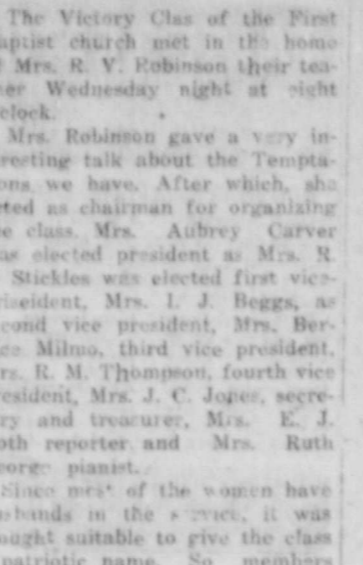 The Victory Clas of the First
aptist church met in the home
Mrs. R. V. Robinson their tea-
er Wednesday night at eight
clock.
Mrs. Robinson gave a very in-
resting talk about the Tempta-
ons we have. After which, she
ted as chairman for organizing
e class. Mrs. Aubrey Carver
as elected president as Mrs. R.
Stickles was elected first vice-
, Mrs. I. J. Beggs, as
cond vice president, Mrs. Ber-
ce Milmo, third vice president,
rs. R. M. Thompson, fourth vice
resident, Mrs. J. C. Jones, secre-
ry and treasurer, Mrs. E. J.
oth reporter and Mrs. Ruth
eorge pianist.
Since most of the women have
usbands in the service, it was
ought suitable to give the class
patriotic name. So members